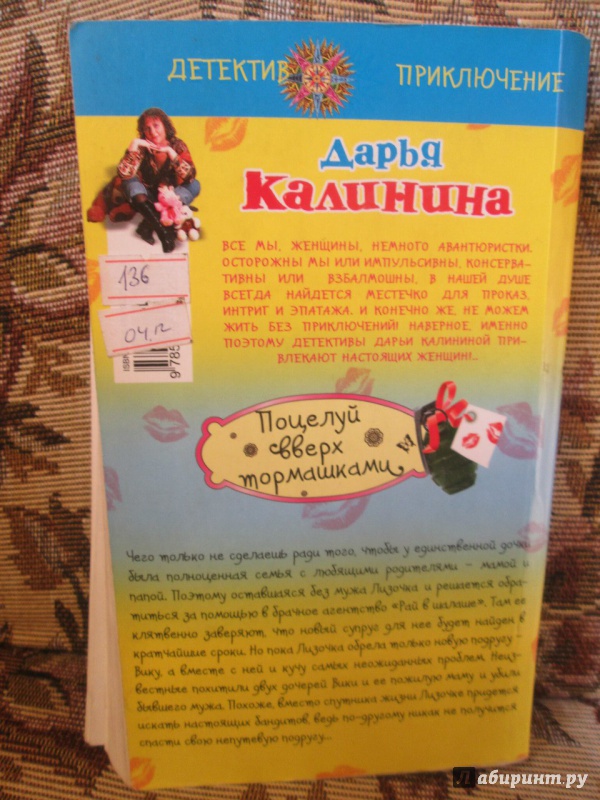 ДЕТЕКТИВ ПРИКЛЮЧЕНИЕ
Дарья
Калинина
ВСЕ МЫ, ЖЕНЩИНЫ, НЕМНОГО АВАНТЮРИСТКИ.
ОСТОРОЖНЫ МЫ ИЛИ ИМПУЛЬСИВНЫ, КОНСЕРВА-
ТИВНЫ ИЛИ ВЗБАЛМОШНЫ, В НАШЕЙ ДУШЕ
ВСЕГДА НАЙДЕТСЯ МЕСТЕЧКО ДЛЯ ПРОКАЗ,
ИНТРИГ И ЭПАТАЖА. И КОНЕЧНО ЖЕ, НЕ МОЖЕМ
ЖИТЬ БЕЗ ПРИКЛЮЧЕНИЙ! НАВЕРНОЕ, ИМЕННО
ПОЭТОМУ ДЕТЕКТИВЫ ДАРЬИ КАЛИНИНОЙ ПРИ-
ВЛЕКАЮТ НАСТОЯЩИХ ЖЕНЩИН!...
136
04.12
ISBN
9 785
Поцелуй
вверх
тормашками
Чего только не сделаешь ради того, чтобы у единственной дочки
была полноценная семья с любящими родителями – мамой и
папой. Поэтому оставшаяся без мужа Лизочка и решается обра-
титься за помощью в брачное агентство «Рай в шалаше». Там ее
клятвенно заверяют, что новый супруг для нее будет найден в
кратчайшие сроки. Но пока Лизочка обрела только новую подругу –
Вику, а вместе с ней и кучу самых неожиданных проблем. Неиз-
вестные похитили двух дочерей Вики и ее пожилую маму и убили
бывшего мужа. Похоже, вместо спутника жизни Лизочке придется
искать настоящих бандитов, ведь по-другому никак не получится
спасти свою непутевую подругу...
Лабиринт.ру